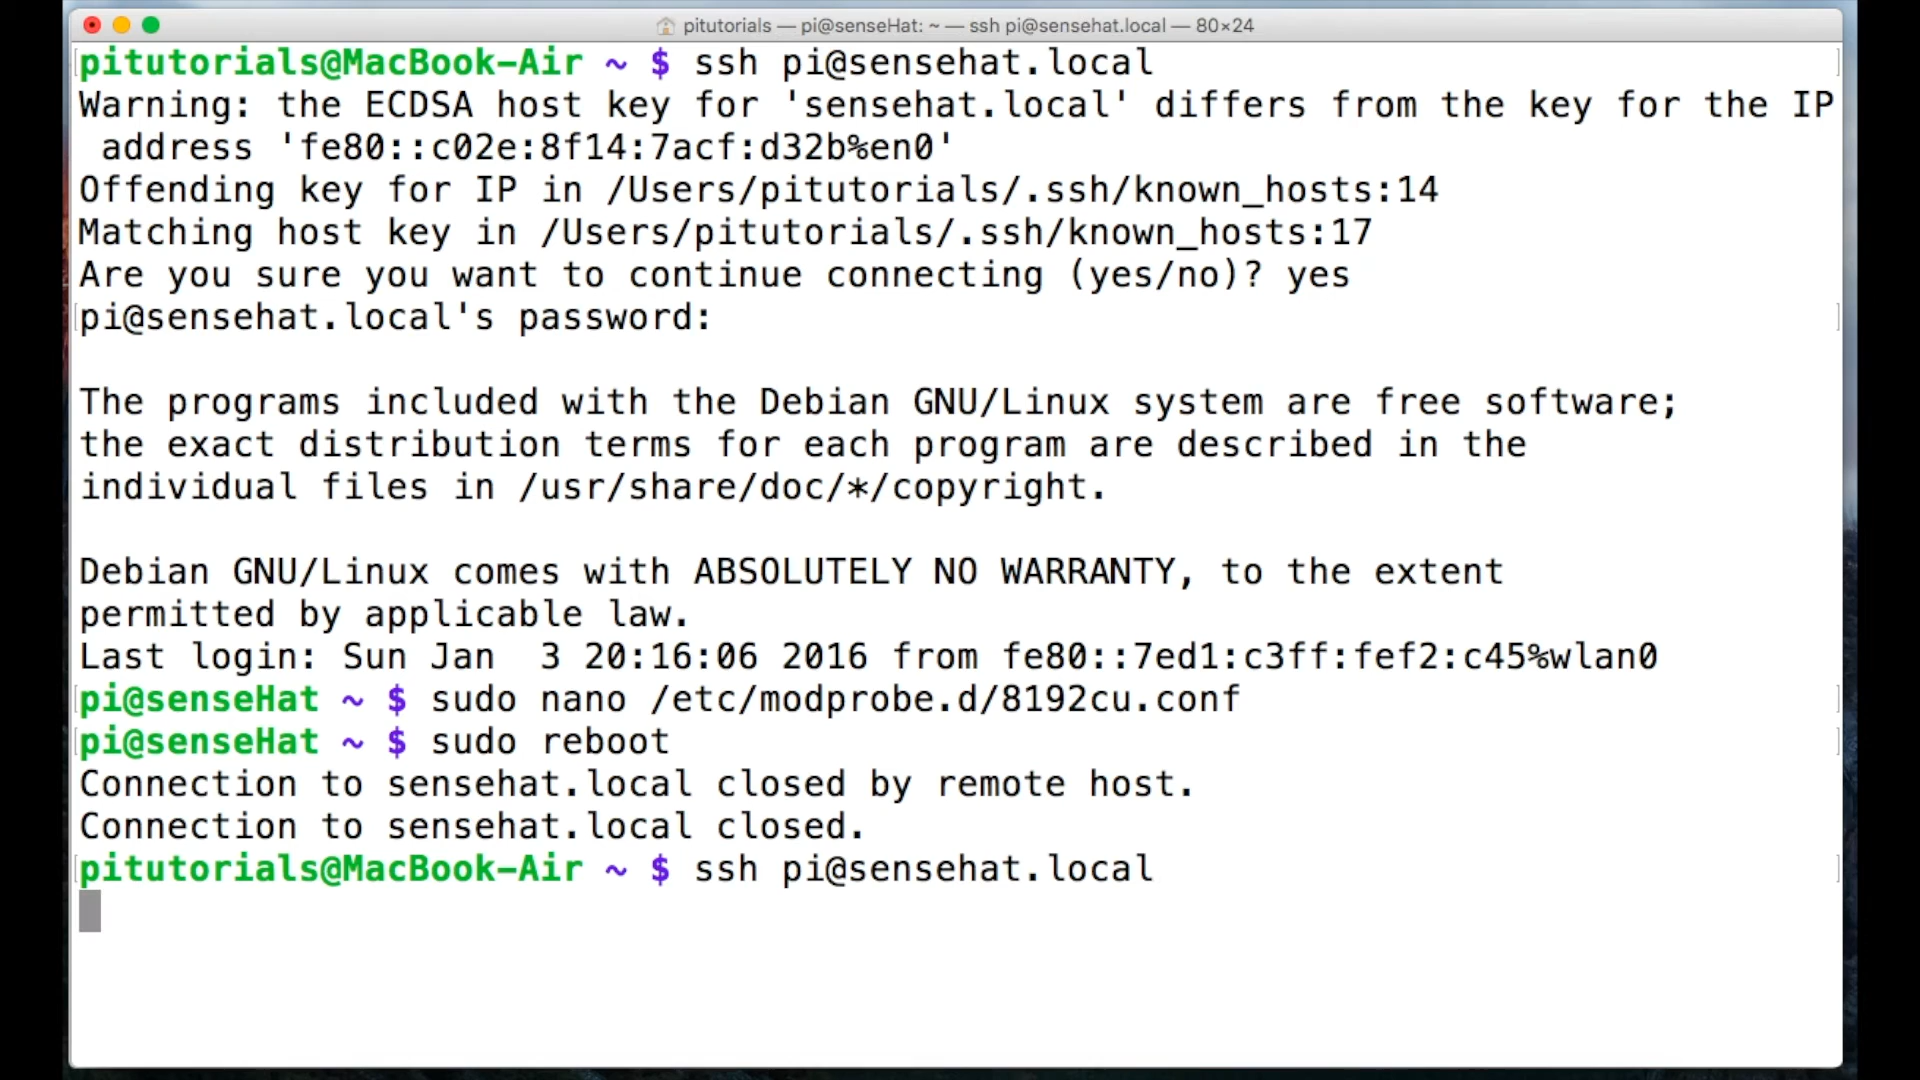 pitutorials — pi@senseHat: ~ — ssh pi@sensehat.local — 80×24
pitutorials@MacBook-Air ~ $ ssh pi@sensehat.local
Warning: the ECDSA host key for 'sensehat.local' differs from the key for the IP
 address 'fe80::c02e:8f14:7acf:d32b%en0'
Offending key for IP in /Users/pitutorials/.ssh/known_hosts:14
Matching host key in /Users/pitutorials/.ssh/known_hosts:17
Are you sure you want to continue connecting (yes/no)? yes
pi@sensehat.local's password:
The programs included with the Debian GNU/Linux system are free software;
the exact distribution terms for each program are described in the
individual files in /usr/share/doc/*/copyright.
Debian GNU/Linux comes with ABSOLUTELY NO WARRANTY, to the extent
permitted by applicable law.
Last login: Sun Jan  3 20:16:06 2016 from fe80::7ed1:c3ff:fef2:c45%wlan0
pi@senseHat ~ $ sudo nano /etc/modprobe.d/8192cu.conf
pi@senseHat ~ $ sudo reboot
Connection to sensehat.local closed by remote host.
Connection to sensehat.local closed.
pitutorials@MacBook-Air ~ $ ssh pi@sensehat.local